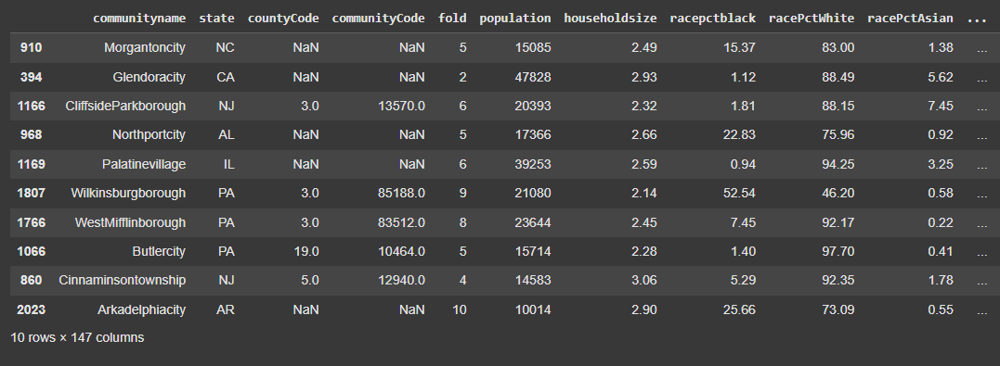 communityname state countyCode communityCode fold population householdsize racepctblack racePctWhite racePctAsian ...
910 Morgantoncity NC NaN NaN 5 15085 2.49 15.37 83.00 1.38 ...
394 Glendoracity CA NaN NaN 2 47828 2.93 1.12 88.49 5.62 ...
1166 CliffsideParkborough NJ 3.0 13570.0 6 20393 2.32 1.81 88.15 7.45 ...
968 Northportcity AL NaN NaN 5 17366 2.66 22.83 75.96 0.92 ...
1169 Palatinevillage IL NaN NaN 6 39253 2.59 0.94 94.25 3.25 ...
1807 Wilkinsburgborough PA 3.0 85188.0 9 21080 2.14 52.54 46.20 0.58 ...
1766 WestMifflinborough PA 3.0 83512.0 8 23644 2.45 7.45 92.17 0.22 ...
1066 Butlercity PA 19.0 10464.0 5 15714 2.28 1.40 97.70 0.41 ...
860 Cinnaminsontownship NJ 5.0 12940.0 4 14583 3.06 5.29 92.35 1.78 ...
2023 Arkadelphiacity AR NaN NaN 10 10014 2.90 25.66 73.09 0.55 ...
10 rows × 147 columns